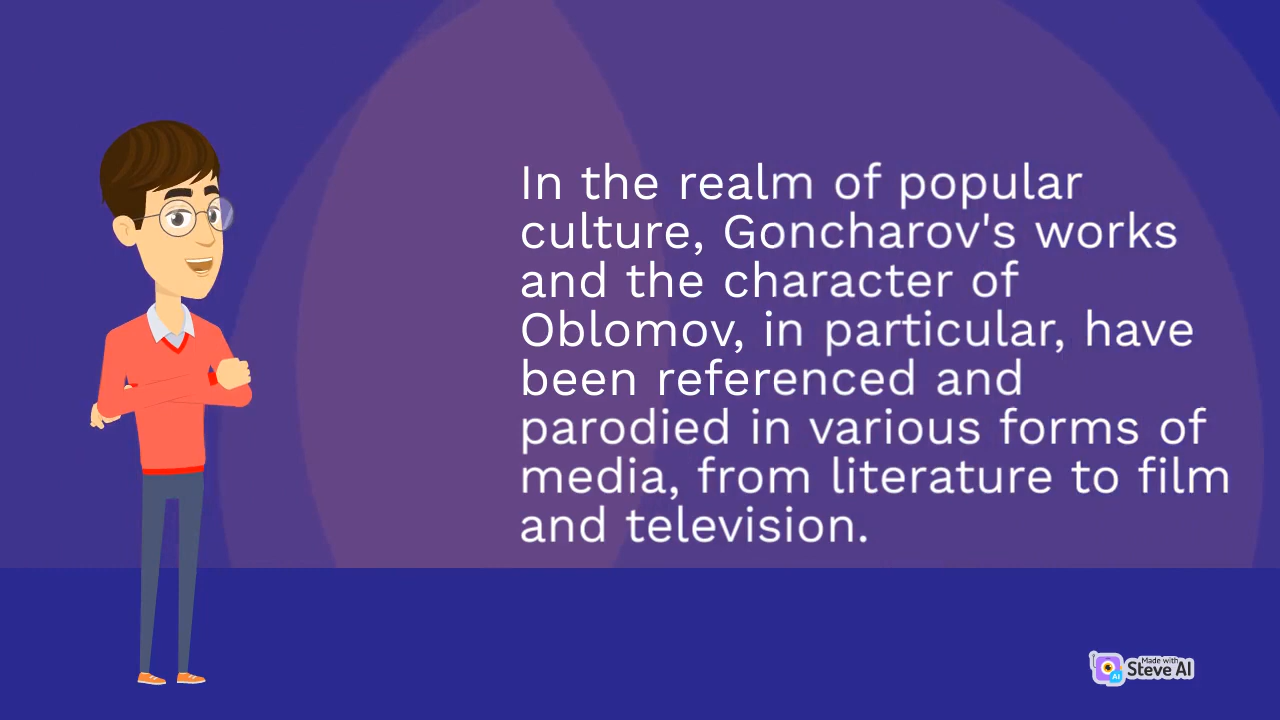 In the realm of popular
culture, Goncharov's works
and the character of
Oblomov, in particular, have
been referenced and
parodied in various forms of
media, from literature to film
and television.
Made with
Steve AI
AI